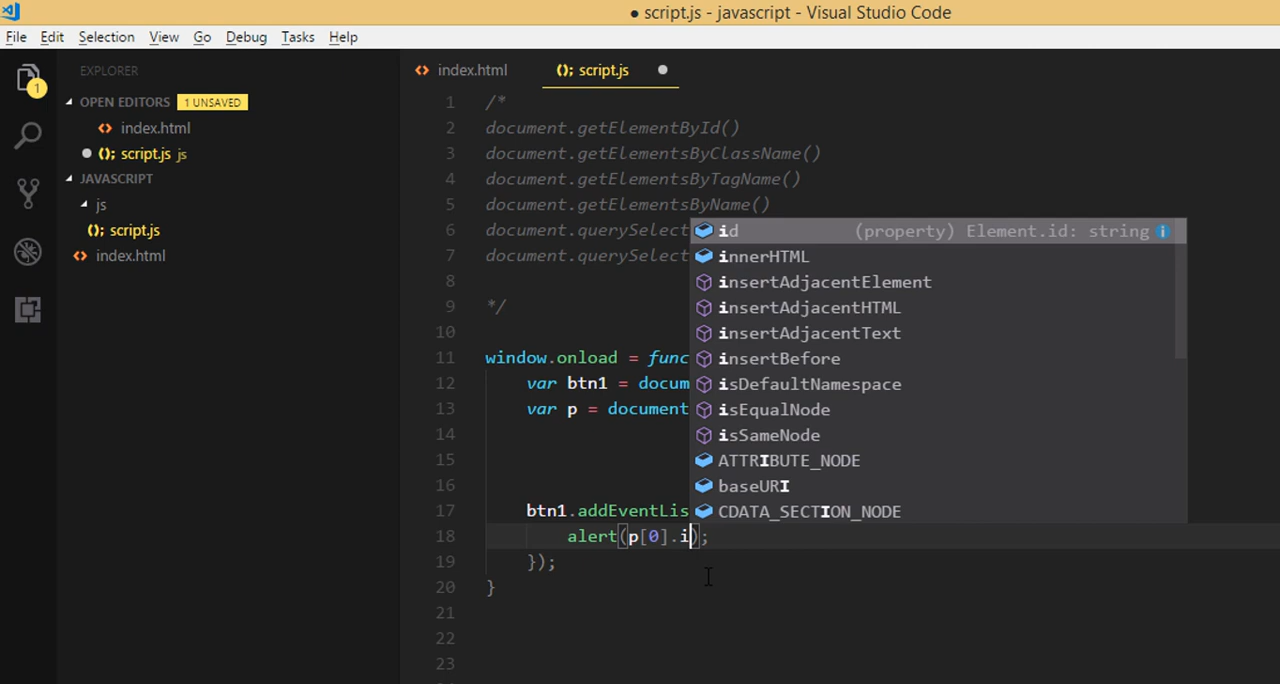 ● script.js - javascript - Visual Studio Code
File Edit Selection View Go Debug Tasks Help
1
EXPLORER
OPEN EDITORS 1 UNSAVED
index.html
script.js js
JAVASCRIPT
js
script.js
index.html
index.html script.js
1 /*
2 document.getElementById()
3 document.getElementsByClassName()
4 document.getElementsByTagName()
5 document.getElementsByName()
6 document.querySelect
7 document.querySelect
8
9 */
10
11 window.onload = func
12 var btn1 = docum
13 var p = document
14
15
16
17 btn1.addEventLis
18 alert(p[0].i);
19 });
20 }
21
22
23
id (property) Element.id: string
innerHTML
insertAdjacentElement
insertAdjacentHTML
insertAdjacentText
insertBefore
isDefaultNamespace
isEqualNode
isSameNode
ATTRIBUTE_NODE
baseURI
CDATA_SECTION_NODE